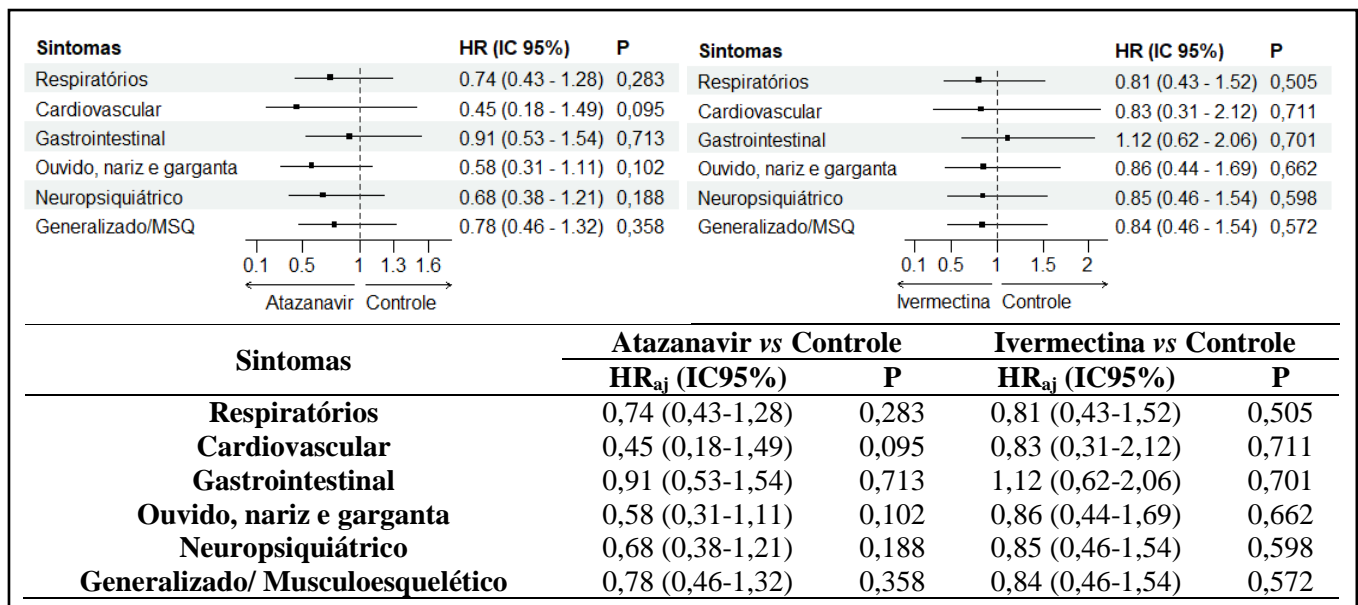 Sintomas HR (IC 95%) P
Respiratórios 0.74 (0.43 - 1.28) 0,283
Cardiovascular 0.45 (0.18 - 1.49) 0,095
Gastrointestinal 0.91 (0.53 - 1.54) 0,713
Ouvido, nariz e garganta 0.58 (0.31 - 1.11) 0,102
Neuropsiquiátrico 0.68 (0.38 - 1.21) 0,188
Generalizado/MSQ 0.78 (0.46 - 1.32) 0,358
0.1 0.5 1 1.3 1.6
Atazanavir Controle
Sintomas HR (IC 95%) P
Respiratórios 0.81 (0.43 - 1.52) 0,505
Cardiovascular 0.83 (0.31 - 2.12) 0,711
Gastrointestinal 1.12 (0.62 - 2.06) 0,701
Ouvido, nariz e garganta 0.86 (0.44 - 1.69) 0,662
Neuropsiquiátrico 0.85 (0.46 - 1.54) 0,598
Generalizado/MSQ 0.84 (0.46 - 1.54) 0,572
0.1 0.5 1 1.5 2
Ivermectina Controle
Sintomas Atazanavir vs Controle Ivermectina vs Controle
HRaj (IC95%) P HRaj (IC95%) P
Respiratórios 0,74 (0,43-1,28) 0,283 0,81 (0,43-1,52) 0,505
Cardiovascular 0,45 (0,18-1,49) 0,095 0,83 (0,31-2,12) 0,711
Gastrointestinal 0,91 (0,53-1,54) 0,713 1,12 (0,62-2,06) 0,701
Ouvido, nariz e garganta 0,58 (0,31-1,11) 0,102 0,86 (0,44-1,69) 0,662
Neuropsiquiátrico 0,68 (0,38-1,21) 0,188 0,85 (0,46-1,54) 0,598
Generalizado/ Musculoesquelético 0,78 (0,46-1,32) 0,358 0,84 (0,46-1,54) 0,572